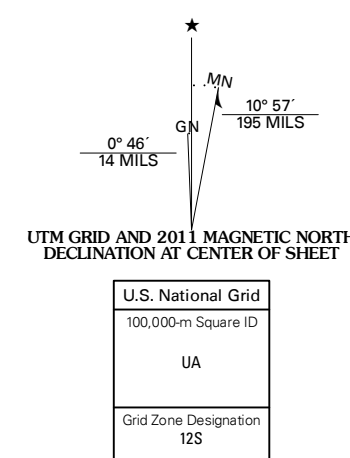 ★
MN
GN
10° 57´
195 MILS
0° 46´
14 MILS
UTM GRID AND 2011 MAGNETIC NORTH
DECLINATION AT CENTER OF SHEET
U.S. National Grid
100,000-m Square ID
UA
Grid Zone Designation
12S